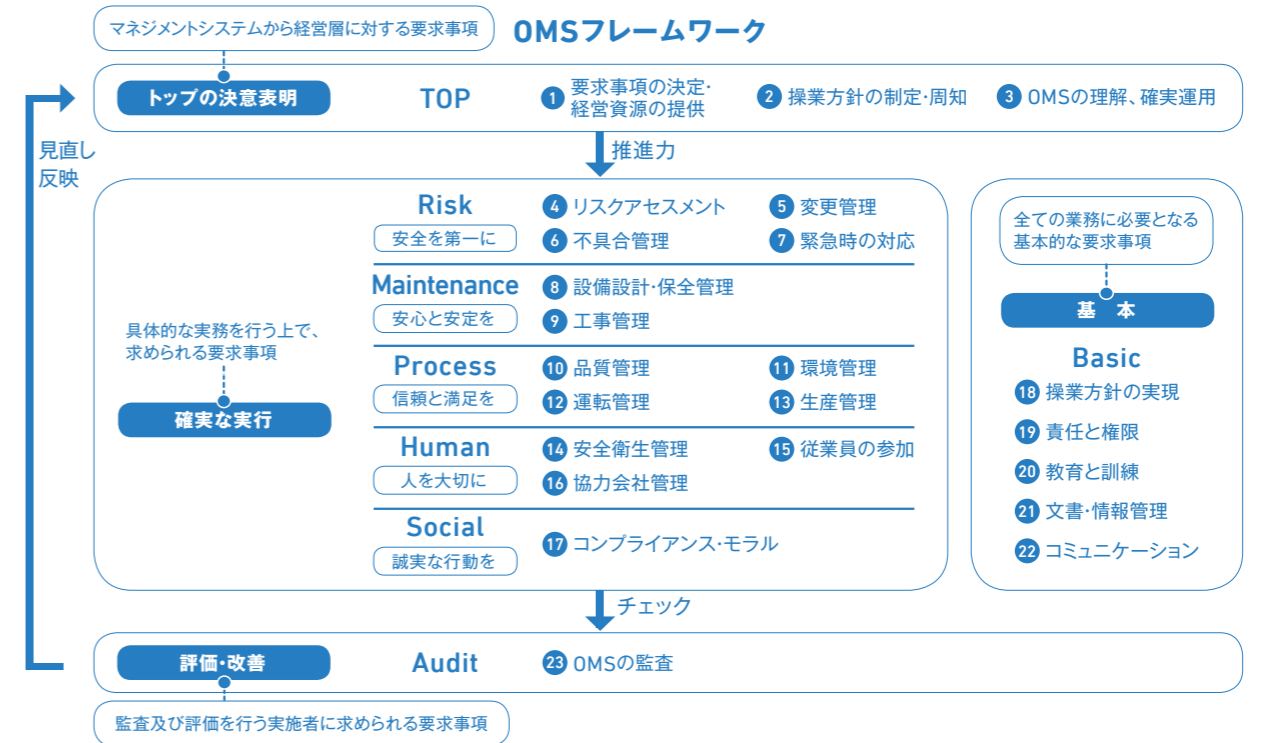 マネジメントシステムから経営層に対する要求事項
OMSフレームワーク
トップの決意表明
TOP
1 要求事項の決定・
経営資源の提供
2 操業方針の制定・周知
3 OMSの理解、確実運用
見直し
反映
推進力
具体的な実務を行う上で、
求められる要求事項
確実な実行
Risk
安全を第一に
4 リスクアセスメント
5 変更管理
6 不具合管理
7 緊急時の対応
Maintenance
安心と安定を
8 設備設計・保全管理
9 工事管理
Process
信頼と満足を
10 品質管理
11 環境管理
12 運転管理
13 生産管理
Human
人を大切に
14 安全衛生管理
15 従業員の参加
16 協力会社管理
Social
誠実な行動を
17 コンプライアンス・モラル
全ての業務に必要となる
基本的な要求事項
基 本
Basic
18 操業方針の実現
19 責任と権限
20 教育と訓練
21 文書・情報管理
22 コミュニケーション
チェック
評価・改善
Audit
23 OMSの監査
監査及び評価を行う実施者に求められる要求事項